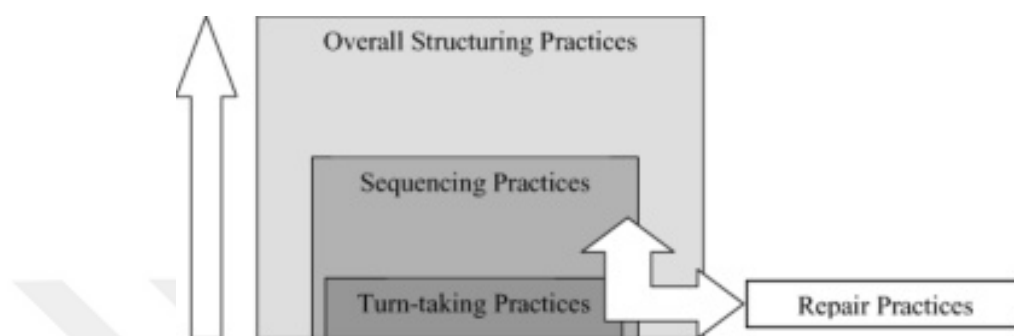 Overall Structuring Practices
Sequencing Practices
Turn-taking Practices
Repair Practices